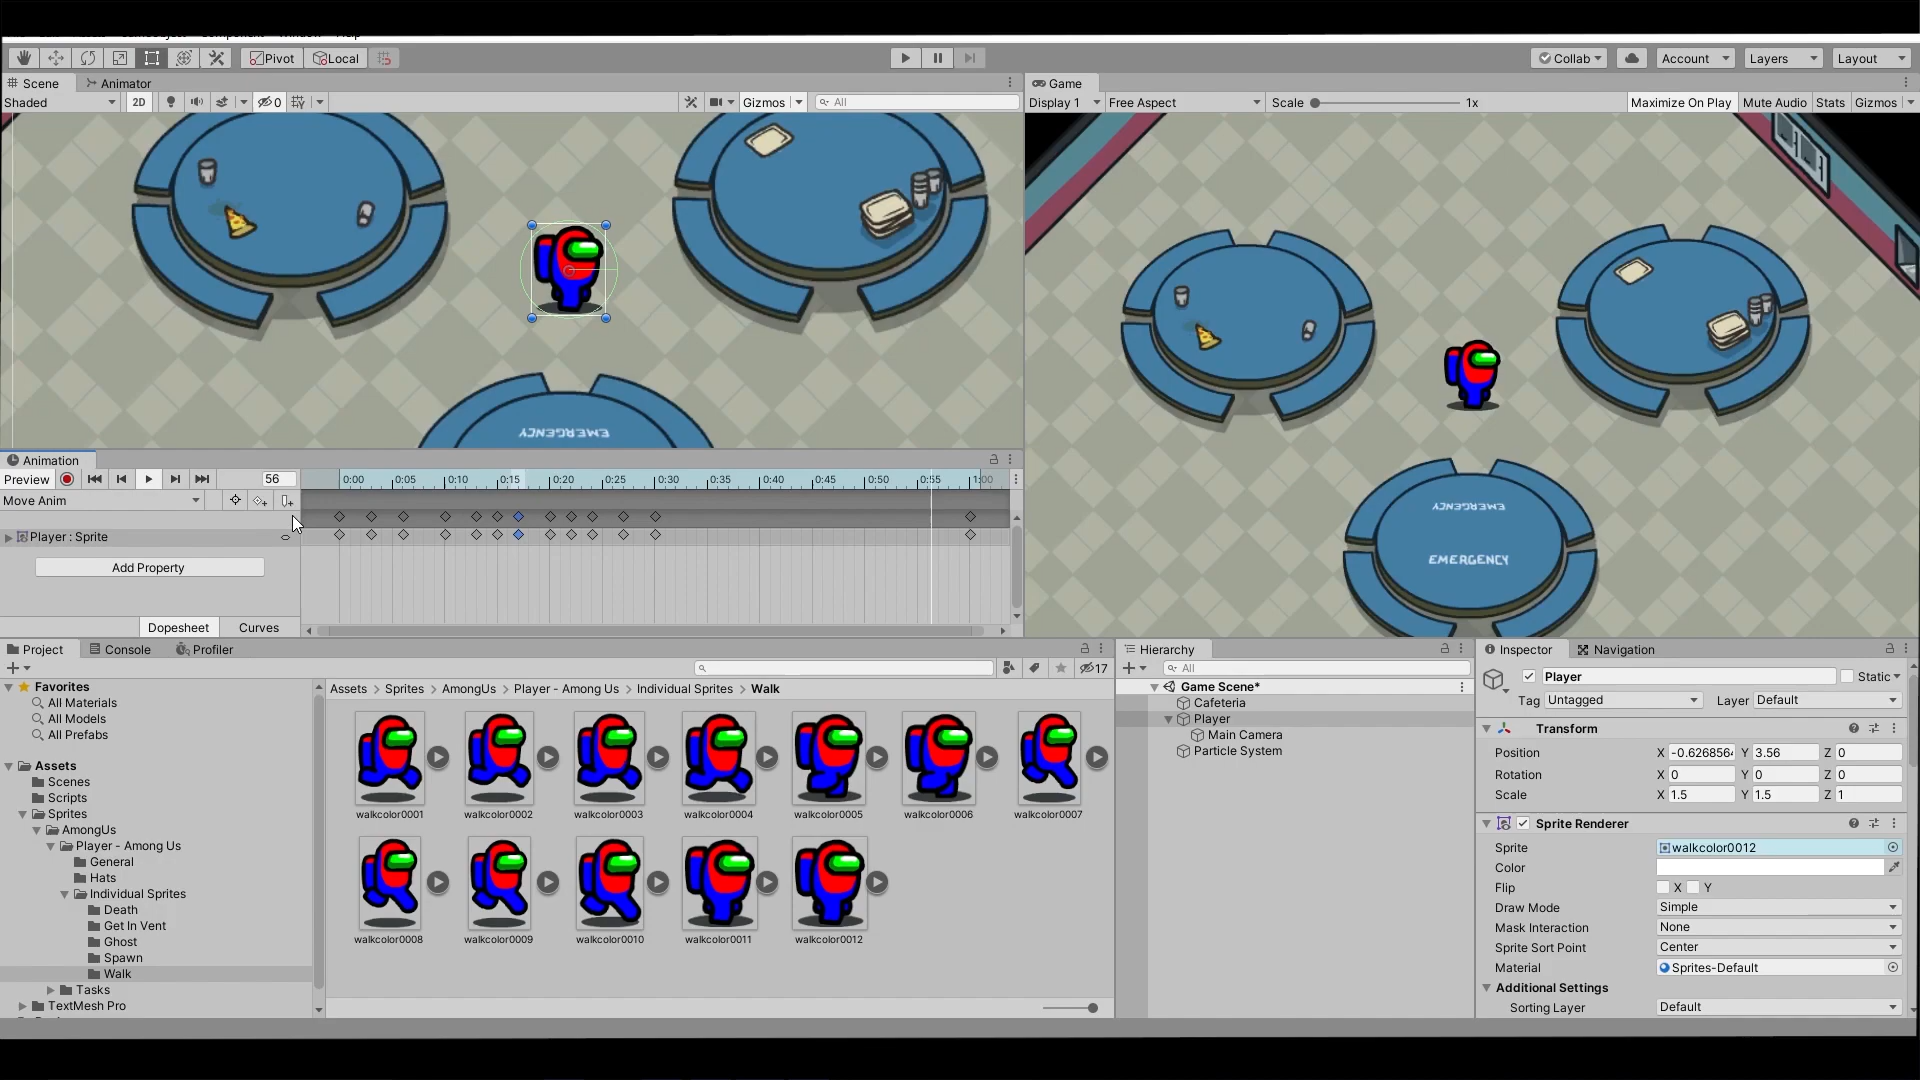 Pivot Local Collab Account Layers Layout
Scene Animator Game
Shaded 2D 0 Gizmos All Display 1 Free Aspect Scale 1x Maximize On Play Mute Audio Stats Gizmos
EMERGENCY
EMERGENCY
EMERGENCY
Animation
Preview 56 0:00 0:05 0:10 0:15 0:20 0:25 0:30 0:35 0:40 0:45 0:50 0:55 1:00
Move Anim
Player : Sprite
Add Property
Dopesheet Curves
Project Console Profiler
17
Favorites
All Materials
All Models
All Prefabs
Assets
Scenes
Scripts
Sprites
AmongUs
Player - Among Us
General
Hats
Individual Sprites
Death
Get In Vent
Ghost
Spawn
Walk
Tasks
TextMesh Pro
Assets > Sprites > AmongUs > Player - Among Us > Individual Sprites > Walk
walkcolor0001 walkcolor0002 walkcolor0003 walkcolor0004 walkcolor0005 walkcolor0006 walkcolor0007
walkcolor0008 walkcolor0009 walkcolor0010 walkcolor0011 walkcolor0012
Hierarchy
All
Game Scene*
Cafeteria
Player
Main Camera
Particle System
Inspector Navigation
Player Static
Tag Untagged Layer Default
Transform
Position X -0.626856 Y 3.56 Z 0
Rotation X 0 Y 0 Z 0
Scale X 1.5 Y 1.5 Z 1
Sprite Renderer
Sprite walkcolor0012
Color
Flip X Y
Draw Mode Simple
Mask Interaction None
Sprite Sort Point Center
Material Sprites-Default
Additional Settings
Sorting Layer Default